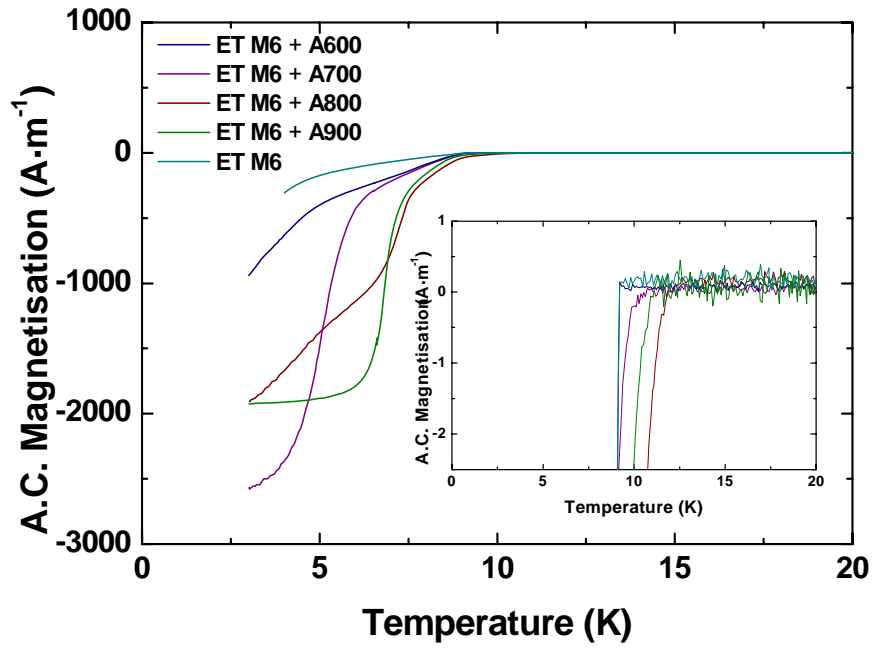 1000
0
-1000
-2000
-3000
A.C. Magnetisation (A·m⁻¹)
ET M6 + A600
ET M6 + A700
ET M6 + A800
ET M6 + A900
ET M6
1
0
-1
-2
A.C. Magnetisation(A·m⁻¹)
0 5 10 15 20
Temperature (K)
0 5 10 15 20
Temperature (K)